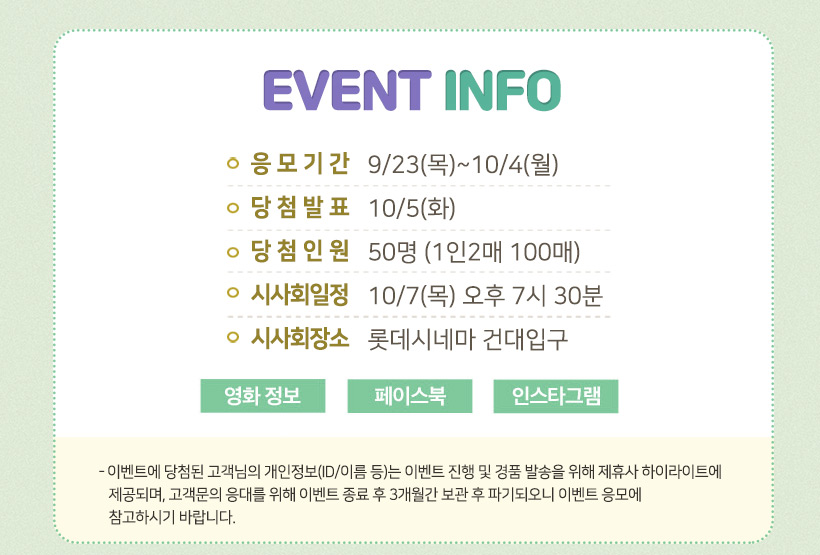 EVENT INFO
응모기간 9/23(목)~10/4(월)
당첨발표 10/5(화)
당첨인원 50명 (1인2매 100매)
시사회일정 10/7(목) 오후 7시 30분
시사회장소 롯데시네마 건대입구
영화 정보 페이스북 인스타그램
- 이벤트에 당첨된 고객님의 개인정보(ID/이름 등)는 이벤트 진행 및 경품 발송을 위해 제휴사 하이라이트에
제공되며, 고객문의 응대를 위해 이벤트 종료 후 3개월간 보관 후 파기되오니 이벤트 응모에
참고하시기 바랍니다.